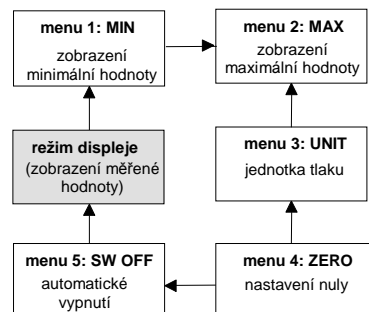 menu 1: MIN
zobrazení
minimální hodnoty
menu 2: MAX
zobrazení
maximální hodnoty
režim displeje
(zobrazení měřené
hodnoty)
menu 3: UNIT
jednotka tlaku
menu 5: SW OFF
automatické
vypnutí
menu 4: ZERO
nastavení nuly